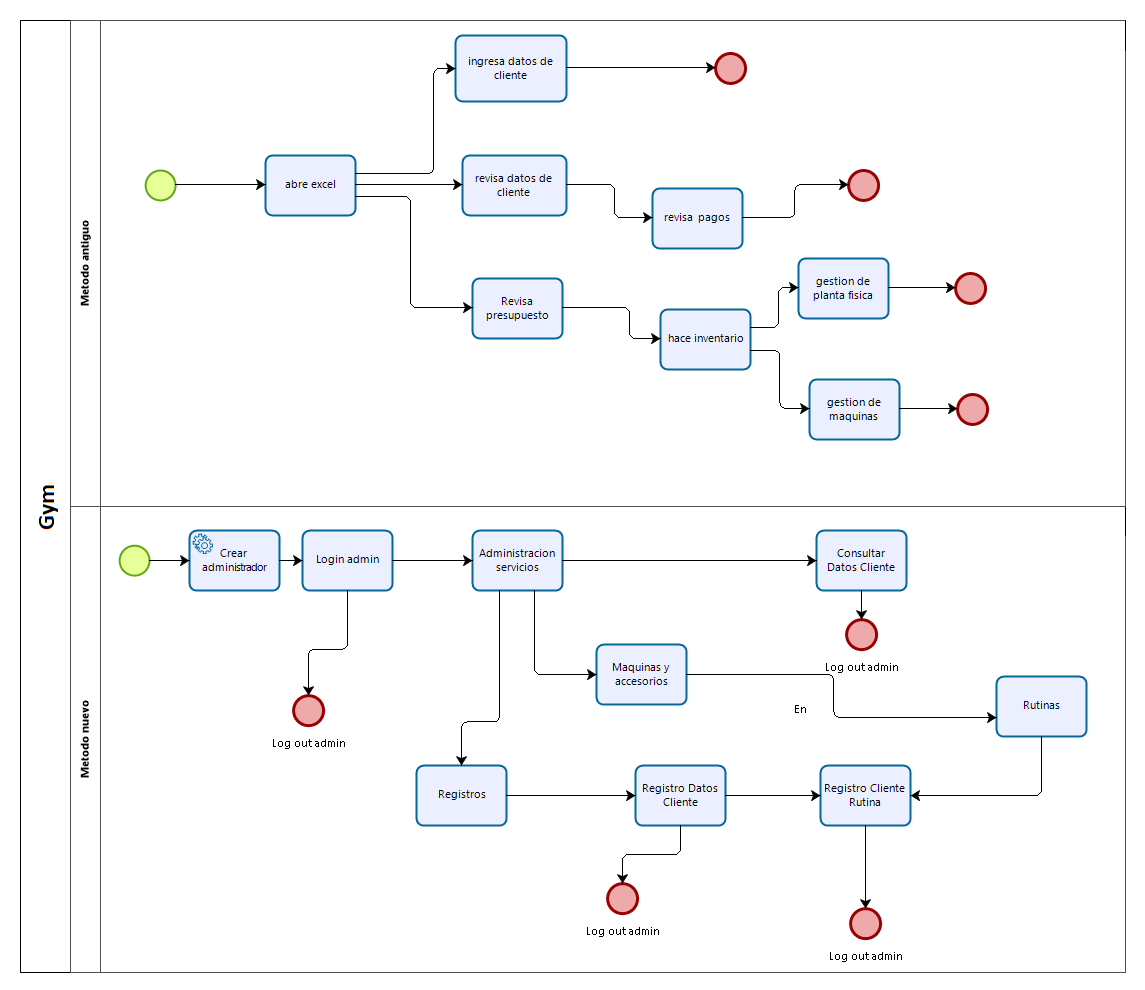 Gym
Metodo antiguo
ingresa datos de
cliente
abre excel
revisa datos de
cliente
revisa pagos
gestion de
planta fisica
Revisa
presupuesto
hace inventario
gestion de
maquinas
Metodo nuevo
Crear
administrador
Login admin
Administracion
servicios
Consultar
Datos Cliente
Log out admin
Maquinas y
accesorios
En
Rutinas
Log out admin
Registros
Registro Datos
Cliente
Registro Cliente
Rutina
Log out admin
Log out admin